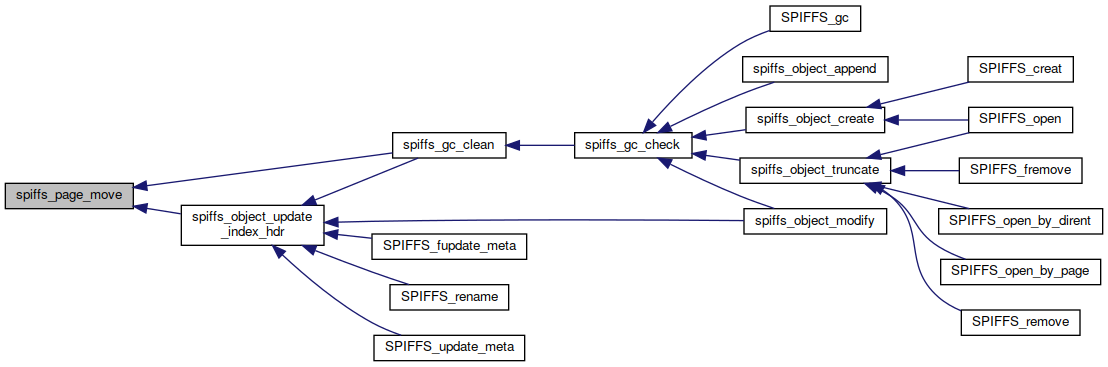 SPIFFS_gc
spiffs_object_append
SPIFFS_creat
spiffs_object_create
SPIFFS_open
spiffs_gc_clean
spiffs_gc_check
spiffs_object_truncate
SPIFFS_fremove
spiffs_page_move
spiffs_object_update
_index_hdr
spiffs_object_modify
SPIFFS_open_by_dirent
SPIFFS_fupdate_meta
SPIFFS_open_by_page
SPIFFS_rename
SPIFFS_remove
SPIFFS_update_meta